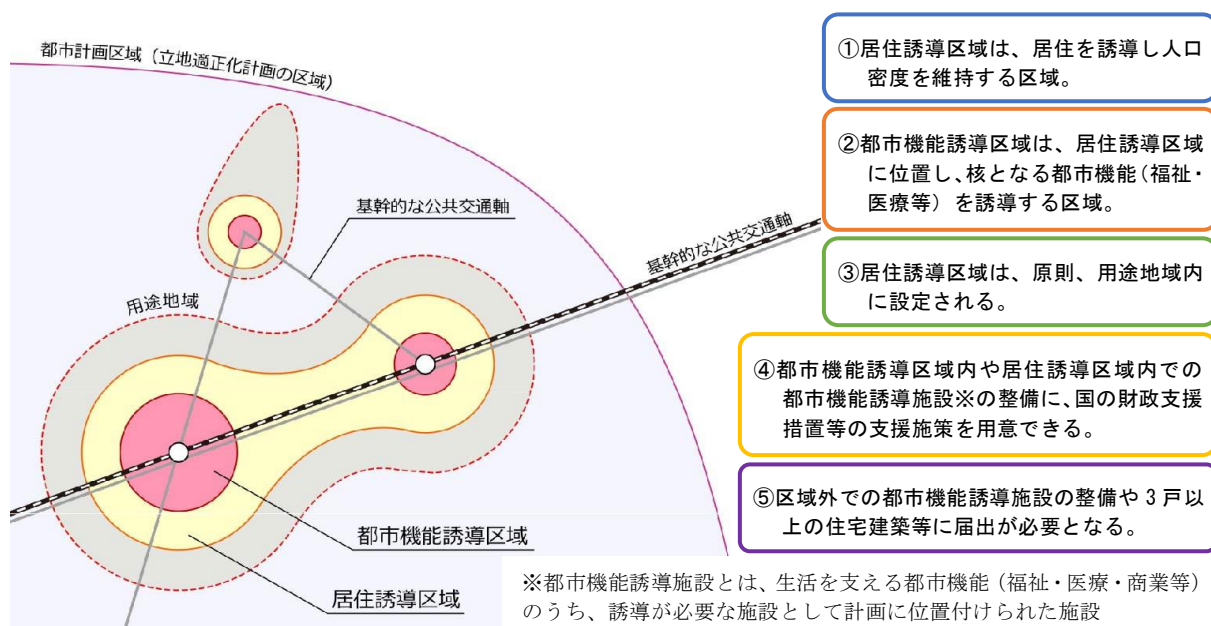 都市計画区域（立地適正化計画の区域）
基幹的な公共交通軸
基幹的な公共交通軸
用途地域
都市機能誘導区域
居住誘導区域
①居住誘導区域は、居住を誘導し人口
密度を維持する区域。
②都市機能誘導区域は、居住誘導区域
に位置し、核となる都市機能（福祉・
医療等）を誘導する区域。
③居住誘導区域は、原則、用途地域内
に設定される。
④都市機能誘導区域内や居住誘導区域内での
都市機能誘導施設※の整備に、国の財政支援
措置等の支援施策を用意できる。
⑤区域外での都市機能誘導施設の整備や 3 戸以
上の住宅建築等に届出が必要となる。
※都市機能誘導施設とは、生活を支える都市機能（福祉・医療・商業等）
のうち、誘導が必要な施設として計画に位置付けられた施設